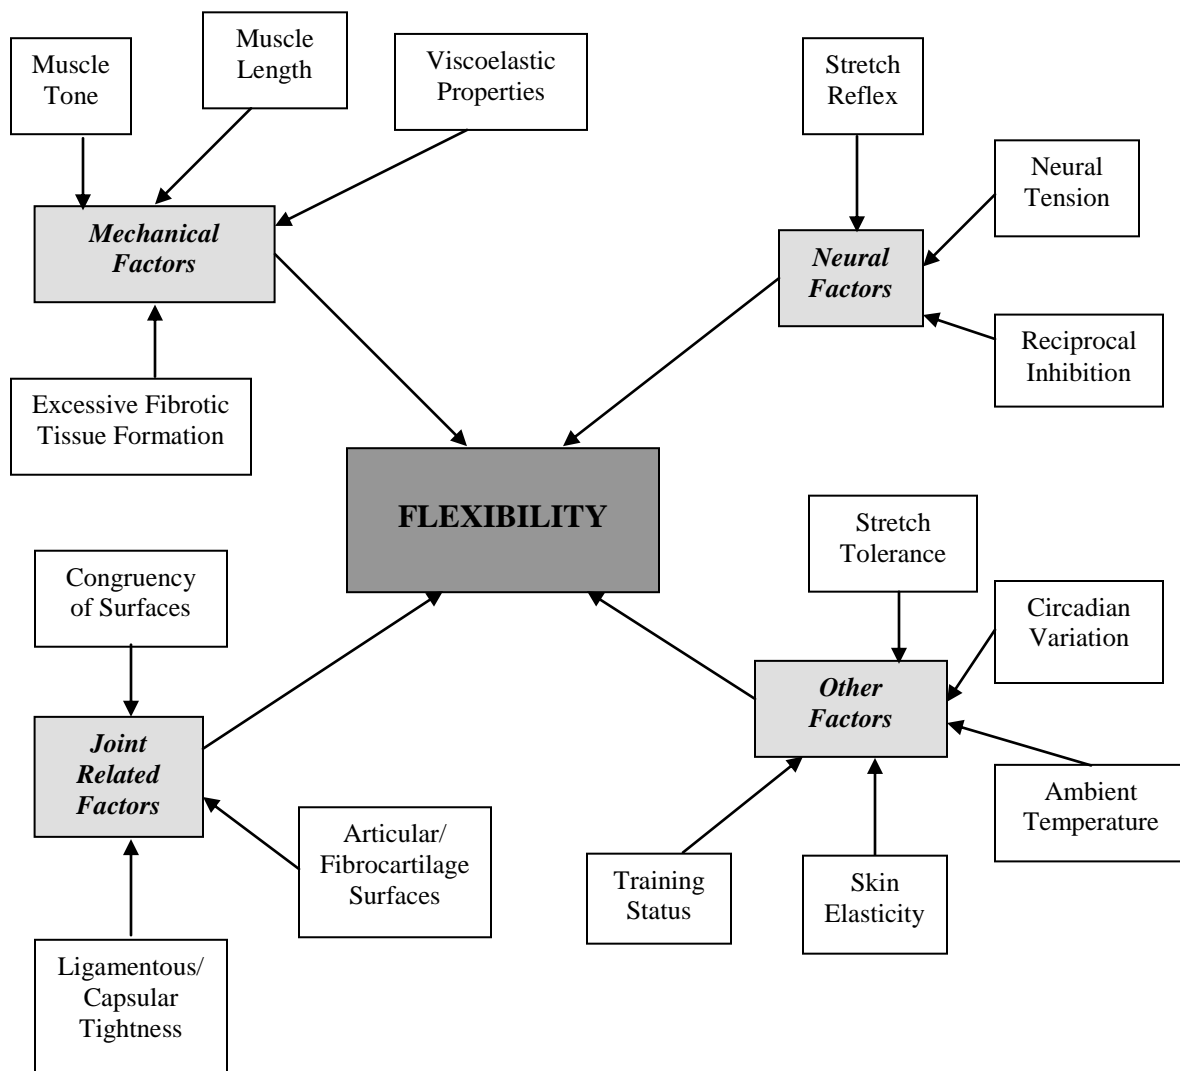 Muscle
Tone
Muscle
Length
Viscoelastic
Properties
Stretch
Reflex
Neural
Tension
Mechanical
Factors
Neural
Factors
Reciprocal
Inhibition
Excessive Fibrotic
Tissue Formation
FLEXIBILITY
Stretch
Tolerance
Congruency
of Surfaces
Circadian
Variation
Other
Factors
Joint
Related
Factors
Ambient
Temperature
Articular/
Fibrocartilage
Surfaces
Training
Status
Skin
Elasticity
Ligamentous/
Capsular
Tightness